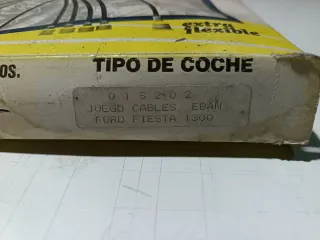 extra
flexible
OS. TIPO DE COCHE
0 1 5 2 0 2
JUEGO CABLES EBAN
FORD FIESTA 1300